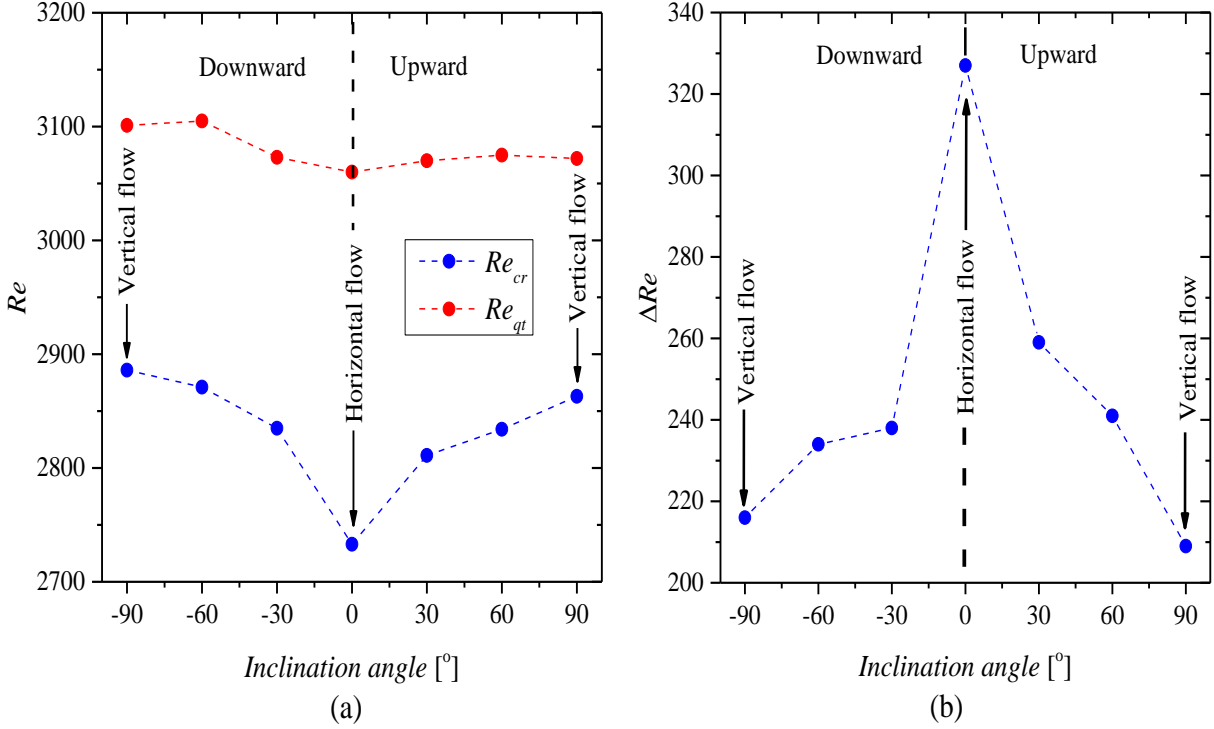 3200
3100
3000
2900
2800
2700
Re
Downward
Upward
Vertical flow
Horizontal flow
Vertical flow
Re_cr
Re_qt
-90 -60 -30 0 30 60 90
Inclination angle [°]
(a)
340
320
300
280
260
240
220
200
ΔRe
Downward
Upward
Vertical flow
Horizontal flow
Vertical flow
-90 -60 -30 0 30 60 90
Inclination angle [°]
(b)